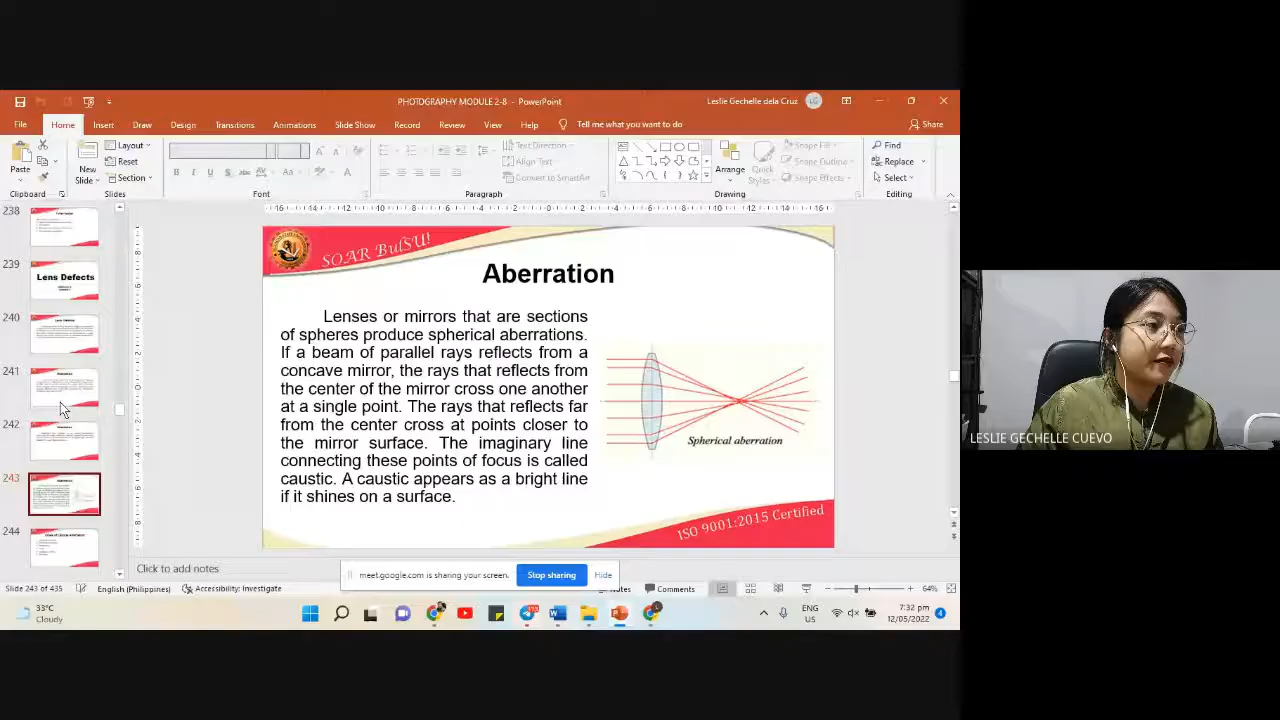 PHOTOGRAPHY MODULE 2-8 - PowerPoint
Leslie Gechelle dela Cruz
LG
File Home Insert Draw Design Transitions Animations Slide Show Record Review View Help Tell me what you want to do
Share
Paste
Clipboard
New
Slide
Layout
Reset
Section
Slides
Font
Text Direction
Align Text
Convert to SmartArt
Paragraph
Arrange
Quick
Styles
Shape Fill
Shape Outline
Shape Effects
Drawing
Find
Replace
Select
Editing
238
239
Lens Defects
240
241
242
243
244
SOAR BulSU!
Aberration
Lenses or mirrors that are sections
of spheres produce spherical aberrations.
If a beam of parallel rays reflects from a
concave mirror, the rays that reflects from
the center of the mirror cross one another
at a single point. The rays that reflects far
from the center cross at points closer to
the mirror surface. The imaginary line
connecting these points of focus is called
caustic. A caustic appears as a bright line
if it shines on a surface.
Spherical aberration
ISO 9001:2015 Certified
LESLIE GECHELLE CUEVO
Click to add notes
meet.google.com is sharing your screen.
Stop sharing
Hide
Slide 243 of 435
English (Philippines)
Accessibility: Investigate
Comments
64%
33°C
Cloudy
ENG
US
7:32 pm
12/05/2022
4